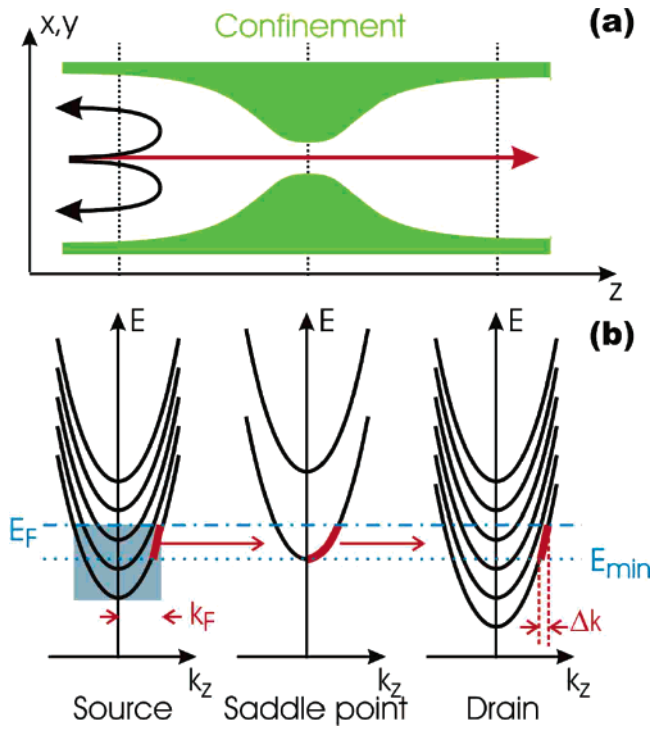 x,y
Confinement
(a)
z
(b)
E
E
E
E_F
E_min
k_F
Δk
k_z
k_z
k_z
Source
Saddle point
Drain